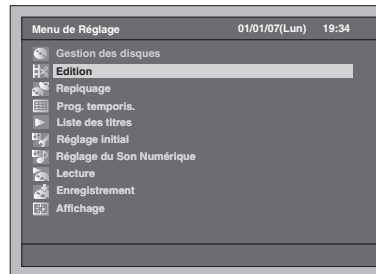 Menu de Réglage 01/01/07(Lun) 19:34
Gestion des disques
Edition
Repiquage
Prog. temporis.
Liste des titres
Réglage initial
Réglage du Son Numérique
Lecture
Enregistrement
Affichage